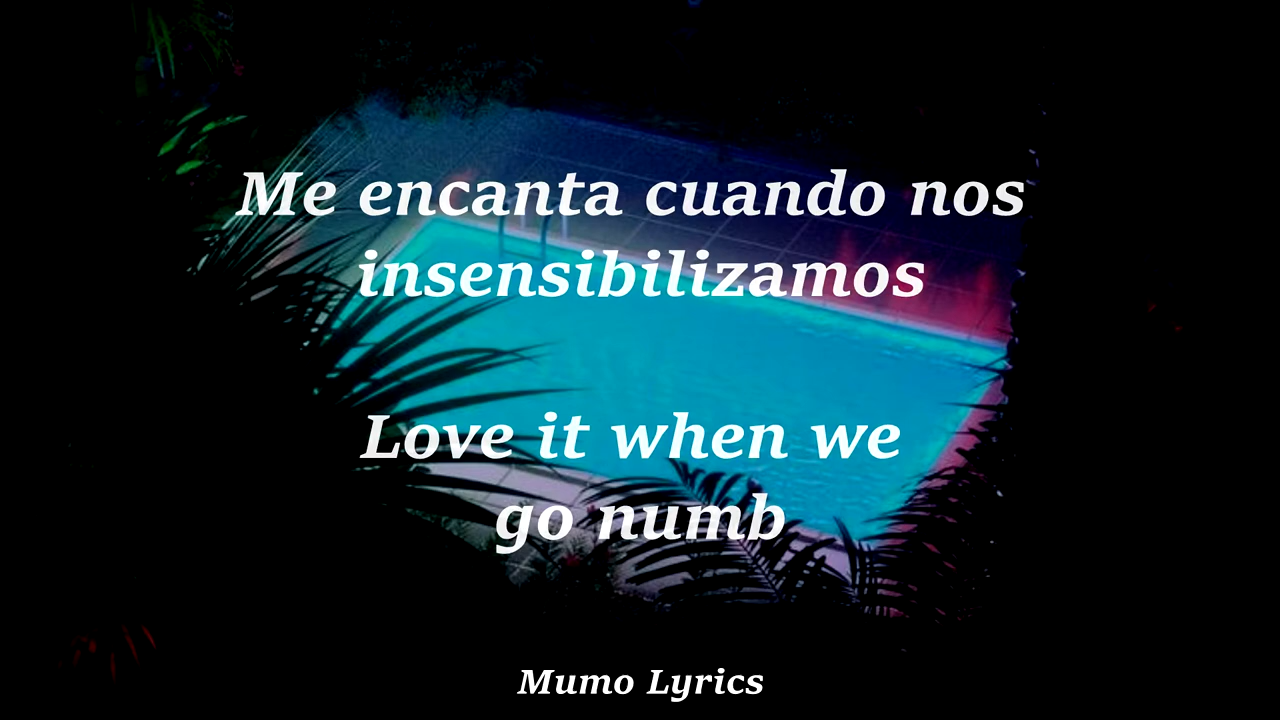 Me encanta cuando nos
insensibilizamos
Love it when we
go numb
Mumo Lyrics